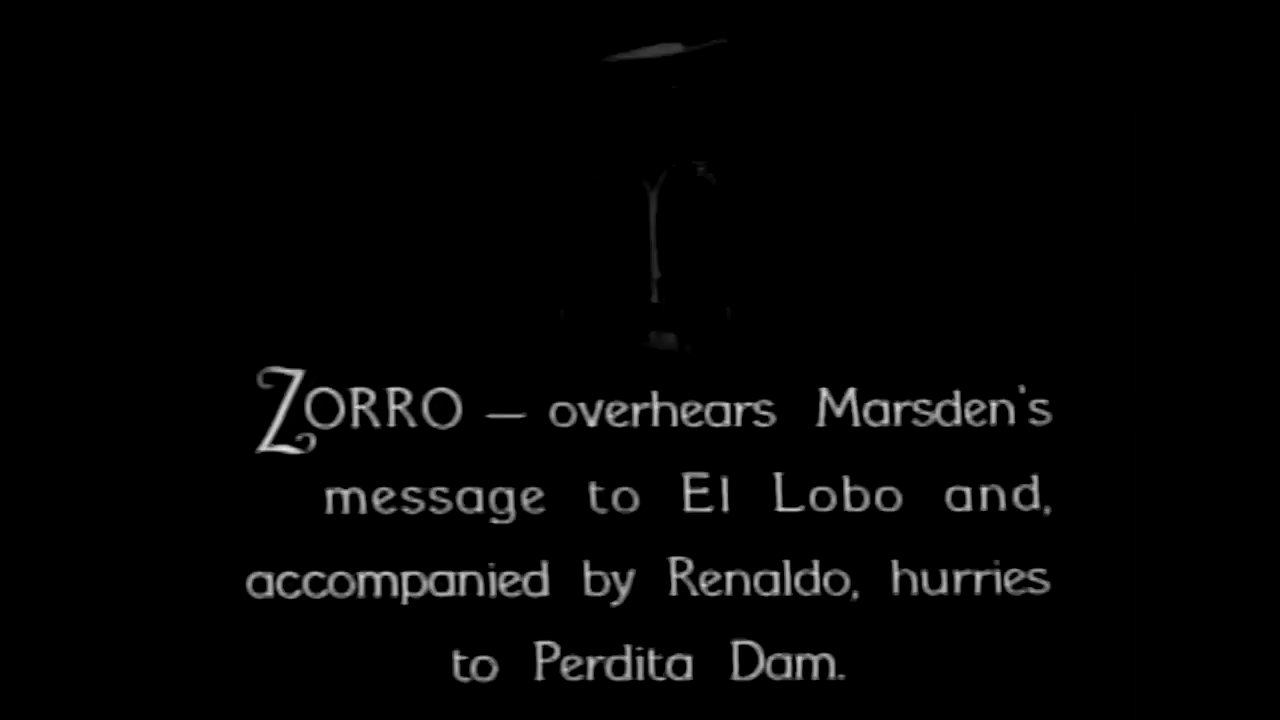 ZORRO — overhears Marsden's
message to El Lobo and,
accompanied by Renaldo, hurries
to Perdita Dam.